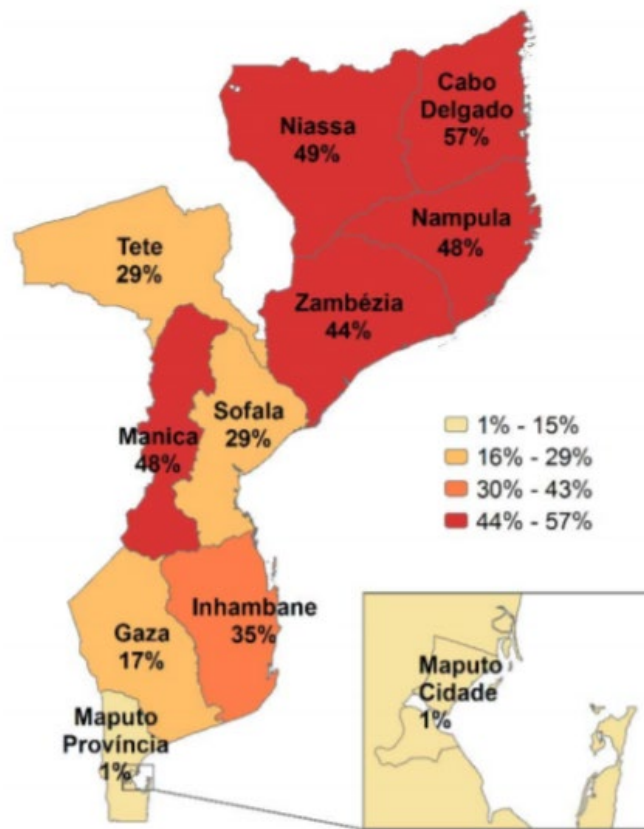 Cabo
Delgado
57%
Niassa
49%
Nampula
48%
Tete
29%
Zambézia
44%
Sofala
29%
Manica
48%
1% - 15%
16% - 29%
30% - 43%
44% - 57%
Inhambane
35%
Gaza
17%
Maputo
Cidade
1%
Maputo
Província
1%